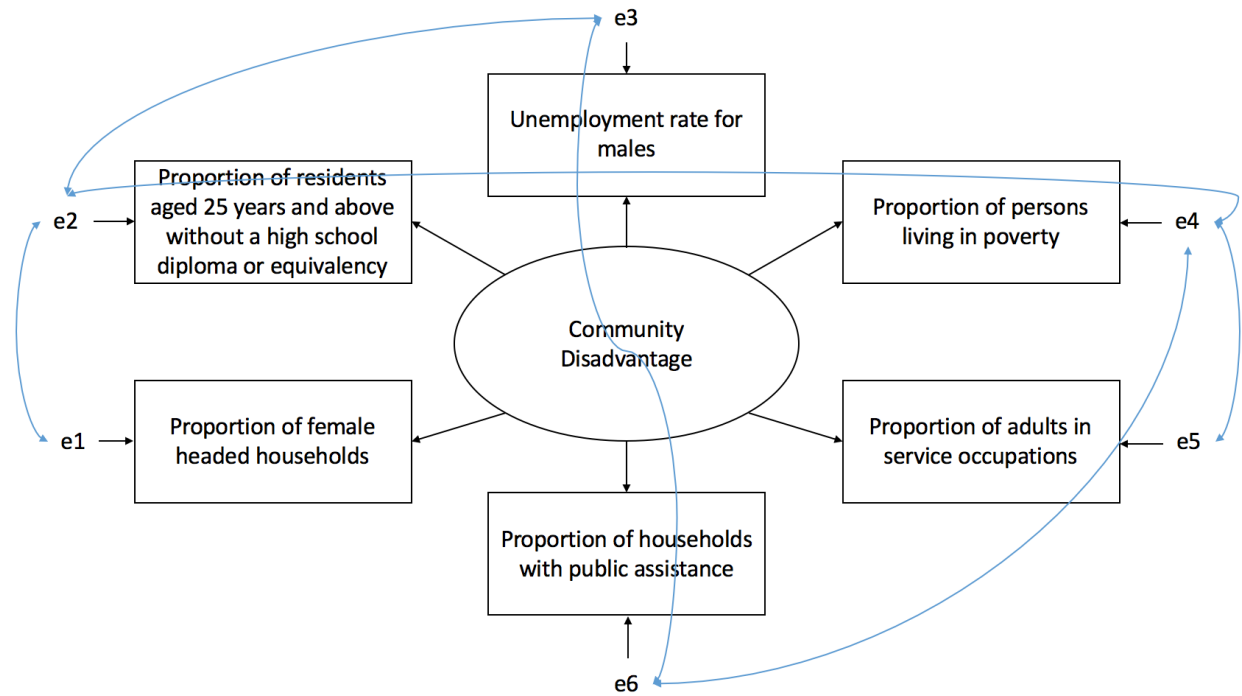 e3
Unemployment rate for
males
Proportion of residents
aged 25 years and above
without a high school
diploma or equivalency
e2
Proportion of persons
living in poverty
e4
Community
Disadvantage
Proportion of female
headed households
e1
Proportion of adults in
service occupations
e5
Proportion of households
with public assistance
e6